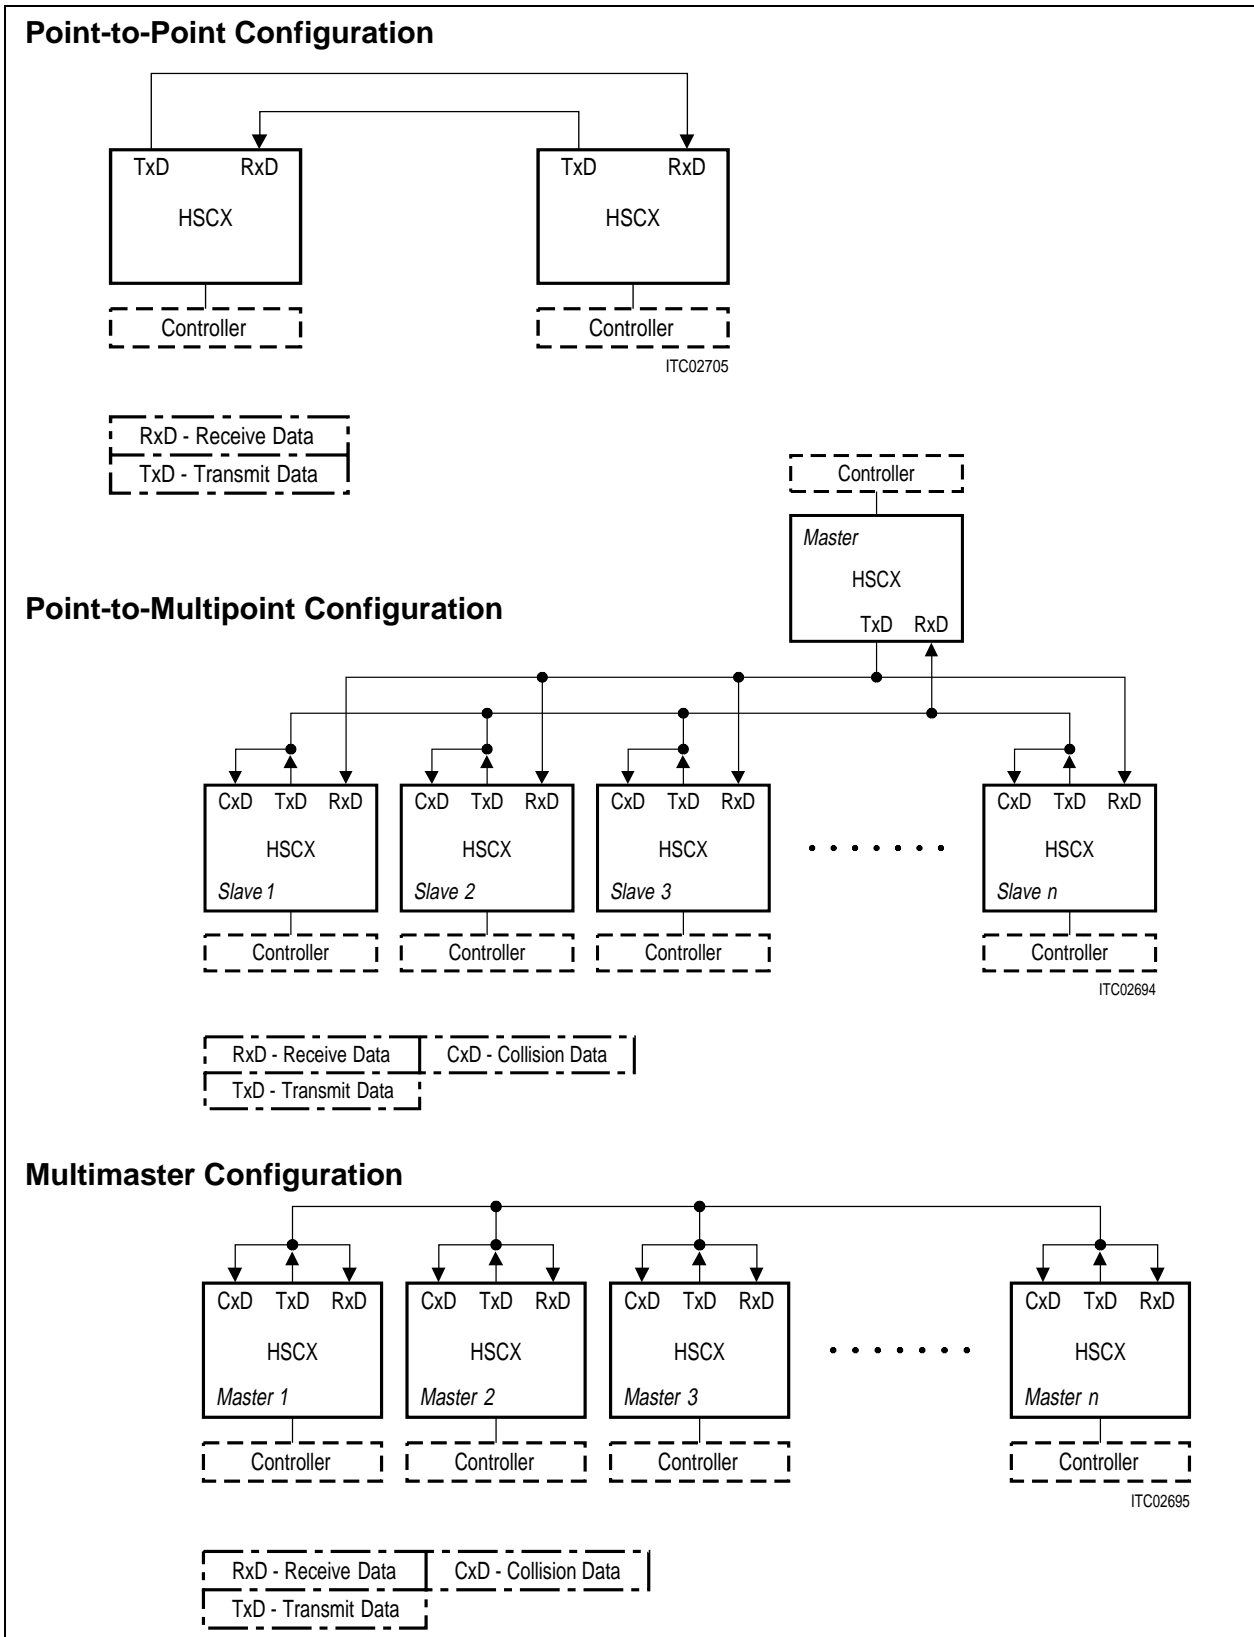 Point-to-Point Configuration
TxD RxD TxD RxD
HSCX HSCX
Controller Controller
ITC02705
RxD - Receive Data
TxD - Transmit Data
Controller
Master
HSCX
Point-to-Multipoint Configuration
TxD RxD
CxD TxD RxD CxD TxD RxD CxD TxD RxD CxD TxD RxD
HSCX HSCX HSCX HSCX
Slave 1 Slave 2 Slave 3 Slave n
Controller Controller Controller Controller
ITC02694
RxD - Receive Data CxD - Collision Data
TxD - Transmit Data
Multimaster Configuration
CxD TxD RxD CxD TxD RxD CxD TxD RxD CxD TxD RxD
HSCX HSCX HSCX HSCX
Master 1 Master 2 Master 3 Master n
Controller Controller Controller Controller
ITC02695
RxD - Receive Data CxD - Collision Data
TxD - Transmit Data